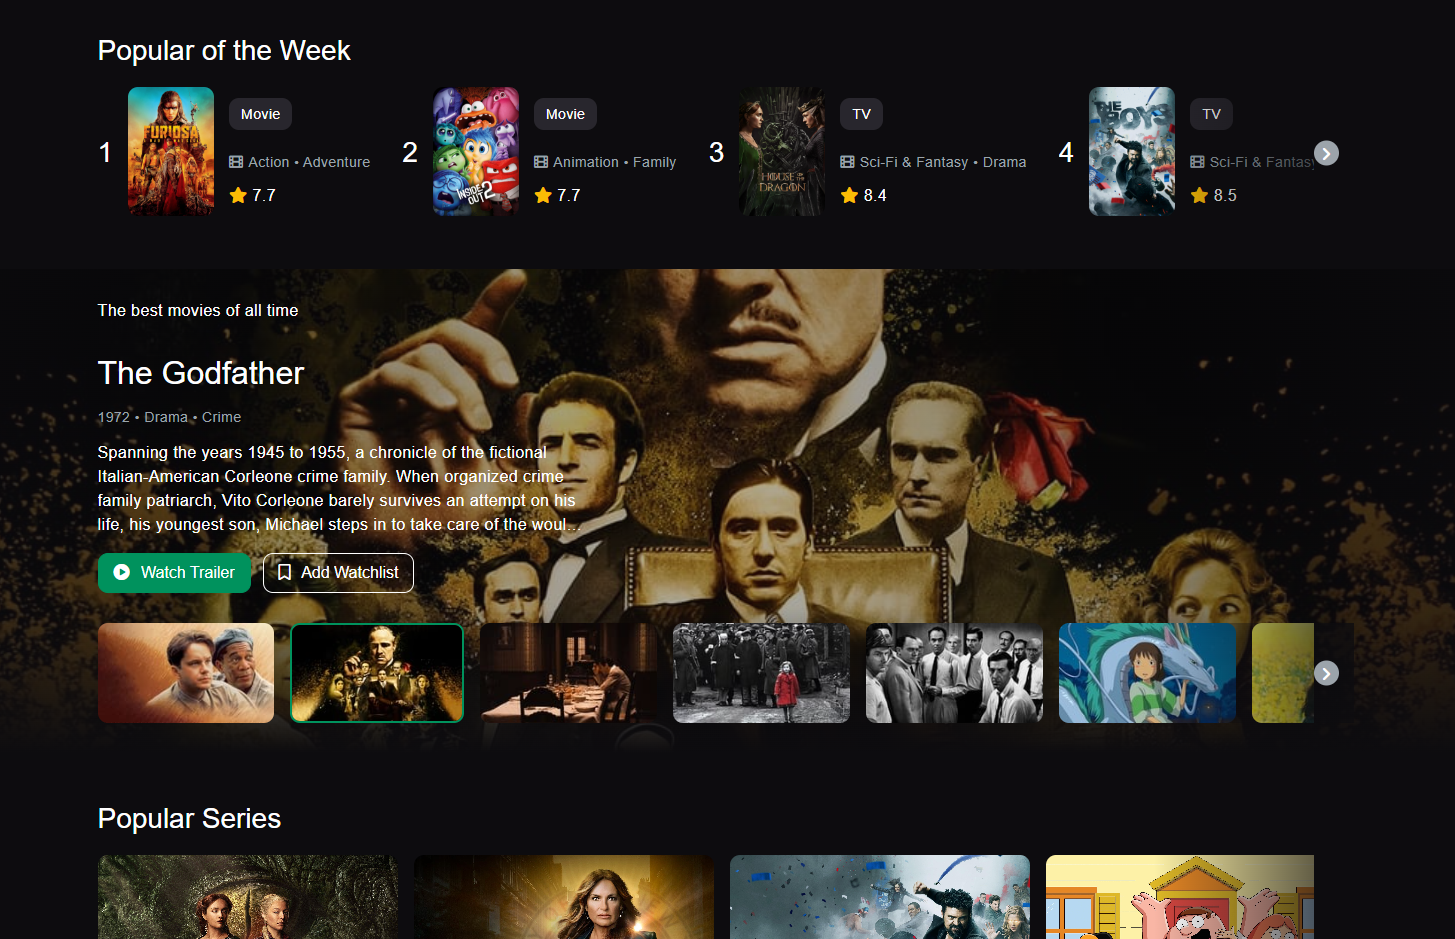 Popular of the Week
1
FURIOSA
Movie
Action • Adventure
7.7
2
INSIDE OUT 2
Movie
Animation • Family
7.7
3
HOUSE OF THE DRAGON
TV
Sci-Fi & Fantasy • Drama
8.4
4
THE BOYS
TV
Sci-Fi & Fantasy
8.5
The best movies of all time
The Godfather
1972 • Drama • Crime
Spanning the years 1945 to 1955, a chronicle of the fictional
Italian-American Corleone crime family. When organized crime
family patriarch, Vito Corleone barely survives an attempt on his
life, his youngest son, Michael steps in to take care of the woul...
Watch Trailer
Add Watchlist
Popular Series